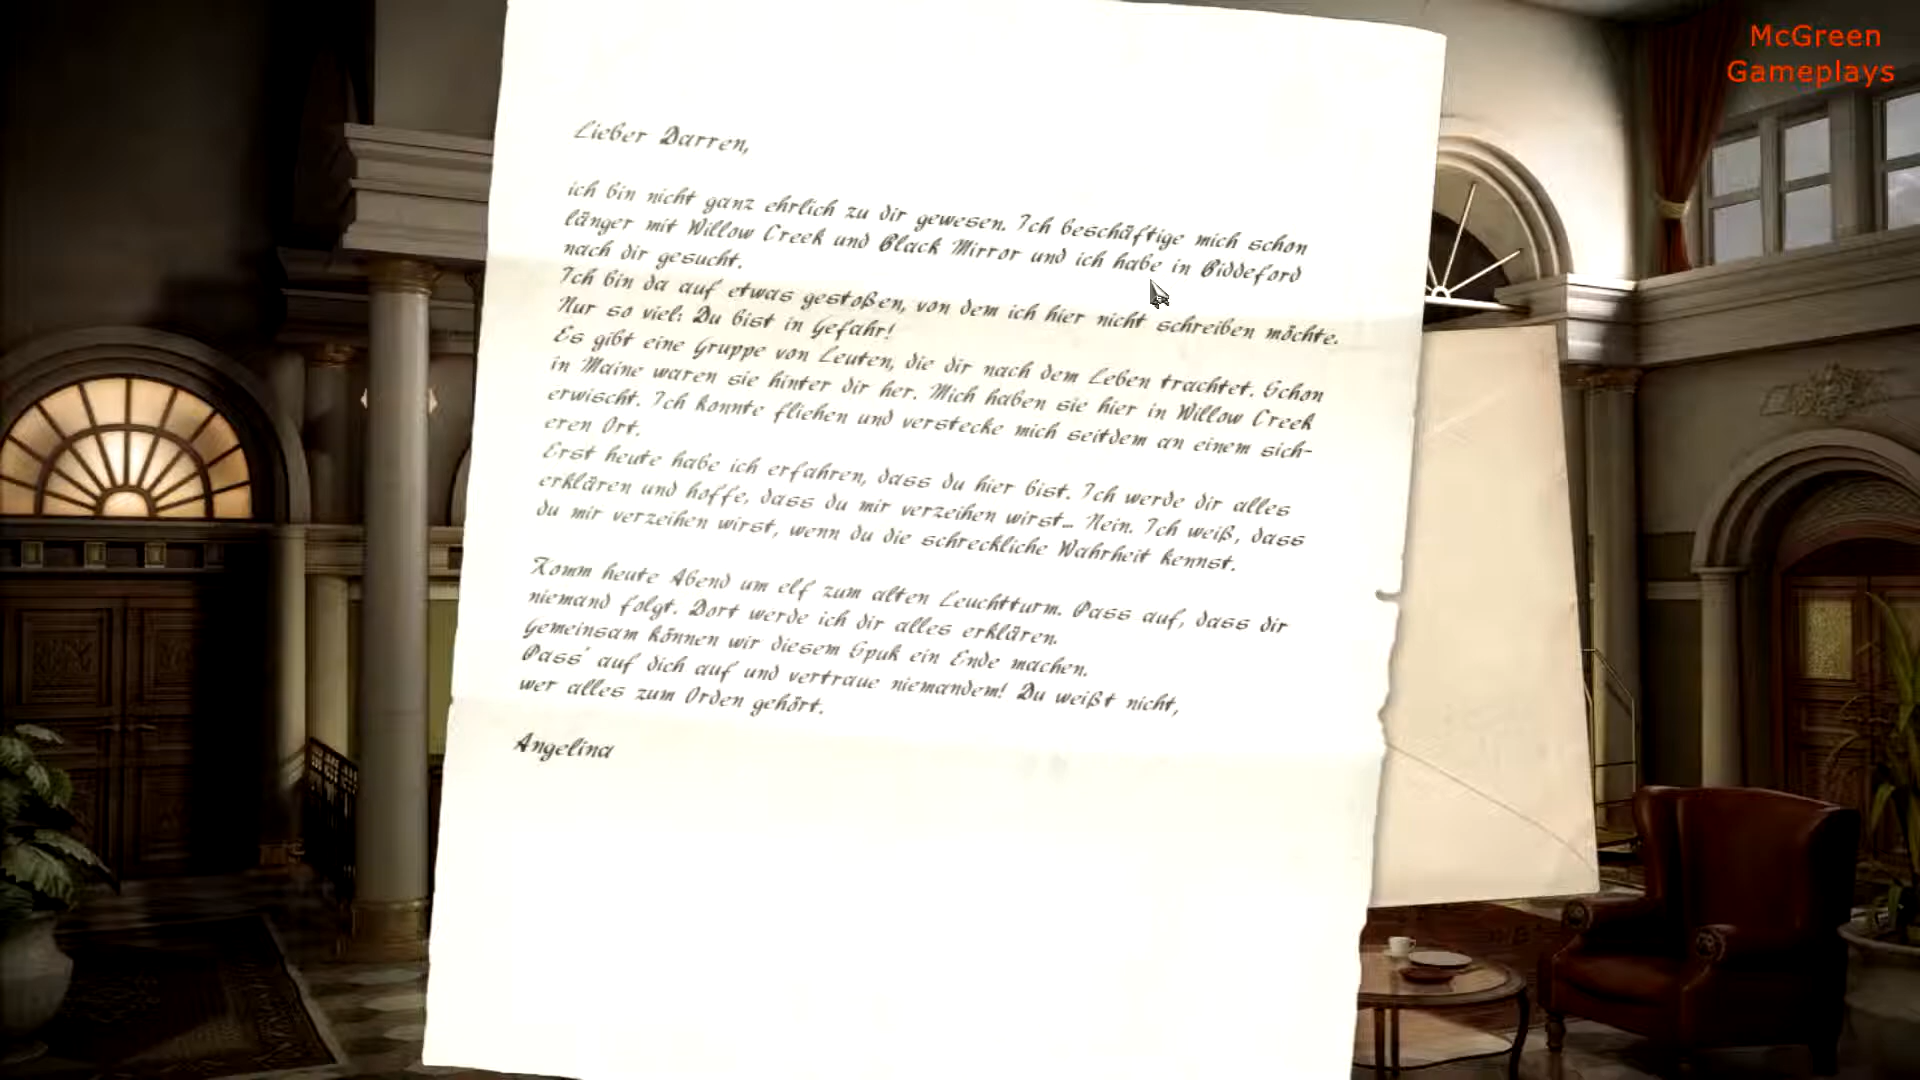 McGreen
Gameplays
Lieber Darren,
ich bin nicht ganz ehrlich zu dir gewesen. Ich beschäftige mich schon
länger mit Willow Creek und Black Mirror und ich habe in Biddeford
nach dir gesucht.
Ich bin da auf etwas gestoßen, von dem ich hier nicht schreiben möchte.
Nur so viel: Du bist in Gefahr!
Es gibt eine Gruppe von Leuten, die dir nach dem Leben trachtet. Schon
in Maine waren sie hinter dir her. Mich haben sie hier in Willow Creek
erwischt. Ich konnte fliehen und verstecke mich seitdem an einem sich-
eren Ort.
Erst heute habe ich erfahren, dass du hier bist. Ich werde dir alles
erklären und hoffe, dass du mir verzeihen wirst... Nein. Ich weiß, dass
du mir verzeihen wirst, wenn du die schreckliche Wahrheit kennst.
Komm heute Abend um elf zum alten Leuchtturm. Pass auf, dass dir
niemand folgt. Dort werde ich dir alles erklären.
Gemeinsam können wir diesem Spuk ein Ende machen.
Pass' auf dich auf und vertraue niemandem! Du weißt nicht,
wer alles zum Orden gehört.
Angelina